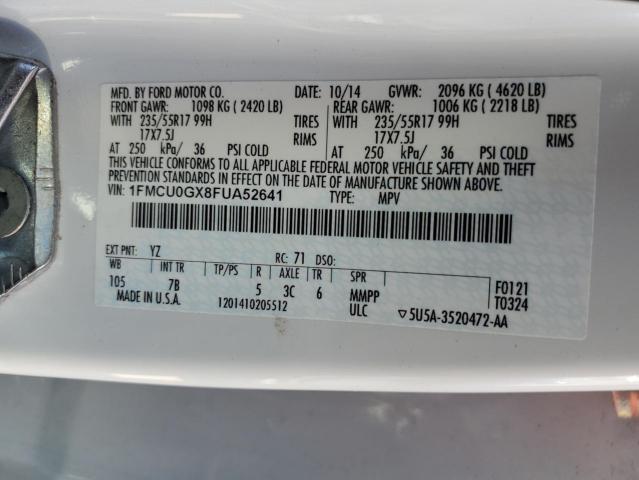 MFD. BY FORD MOTOR CO. DATE: 10/14 GVWR: 2096 KG ( 4620 LB)
FRONT GAWR: 1098 KG ( 2420 LB) REAR GAWR: 1006 KG ( 2218 LB)
WITH 235/55R17 99H TIRES WITH 235/55R17 99H TIRES
17X7.5J RIMS 17X7.5J RIMS
AT 250 kPa/ 36 PSI COLD AT 250 kPa/ 36 PSI COLD
THIS VEHICLE CONFORMS TO ALL APPLICABLE FEDERAL MOTOR VEHICLE SAFETY AND THEFT
PREVENTION STANDARDS IN EFFECT ON THE DATE OF MANUFACTURE SHOWN ABOVE.
VIN: 1FMCU0GX8FUA52641 TYPE: MPV
EXT PNT: YZ RC: 71 DSO:
WB INT TR TP/PS R AXLE TR SPR F0121
105 7B 5 3C 6 MMPP T0324
MADE IN U.S.A. 1201410205512 ULC ▽5U5A-3520472-AA